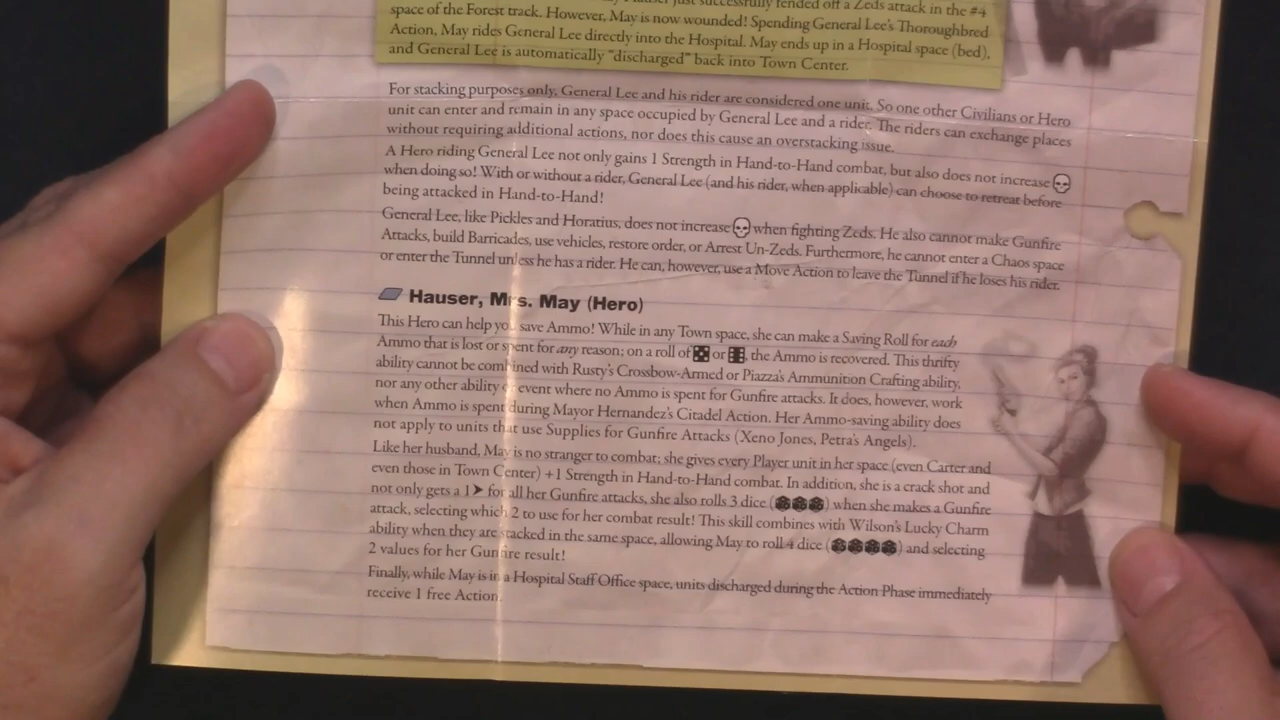 Hauser just successfully fended off a Zeds attack in the #4
space of the Forest track. However, May is now wounded! Spending General Lee's Thoroughbred
Action, May rides General Lee directly into the Hospital. May ends up in a Hospital space (bed),
and General Lee is automatically "discharged" back into Town Center.
For stacking purposes only, General Lee and his rider are considered one unit. So one other Civilians or Hero
unit can enter and remain in any space occupied by General Lee and a rider. The riders can exchange places
without requiring additional actions, nor does this cause an overstacking issue.
A Hero riding General Lee not only gains 1 Strength in Hand-to-Hand combat, but also does not increase
when doing so! With or without a rider, General Lee (and his rider, when applicable) can choose to retreat before
being attacked in Hand-to-Hand!
General Lee, like Pickles and Horatius, does not increase when fighting Zeds. He also cannot make Gunfire
Attacks, build Barricades, use vehicles, restore order, or Arrest Un-Zeds. Furthermore, he cannot enter a Chaos space
or enter the Tunnel unless he has a rider. He can, however, use a Move Action to leave the Tunnel if he loses his rider.
Hauser, Mrs. May (Hero)
This Hero can help you save Ammo! While in any Town space, she can make a Saving Roll for each
Ammo that is lost or spent for any reason; on a roll of or , the Ammo is recovered. This thrifty
ability cannot be combined with Rusty's Crossbow-Armed or Piazza's Ammunition Crafting ability,
nor any other ability or event where no Ammo is spent for Gunfire attacks. It does, however, work
when Ammo is spent during Mayor Hernandez's Citadel Action. Her Ammo-saving ability does
not apply to units that use Supplies for Gunfire Attacks (Xeno Jones, Petra's Angels).
Like her husband, May is no stranger to combat; she gives every Player unit in her space (even Carter and
even those in Town Center) +1 Strength in Hand-to-Hand combat. In addition, she is a crack shot and
not only gets a 1➤ for all her Gunfire attacks, she also rolls 3 dice () when she makes a Gunfire
attack, selecting which 2 to use for her combat result! This skill combines with Wilson's Lucky Charm
ability when they are stacked in the same space, allowing May to roll 4 dice () and selecting
2 values for her Gunfire result!
Finally, while May is in a Hospital Staff Office space, units discharged during the Action Phase immediately
receive 1 free Action.